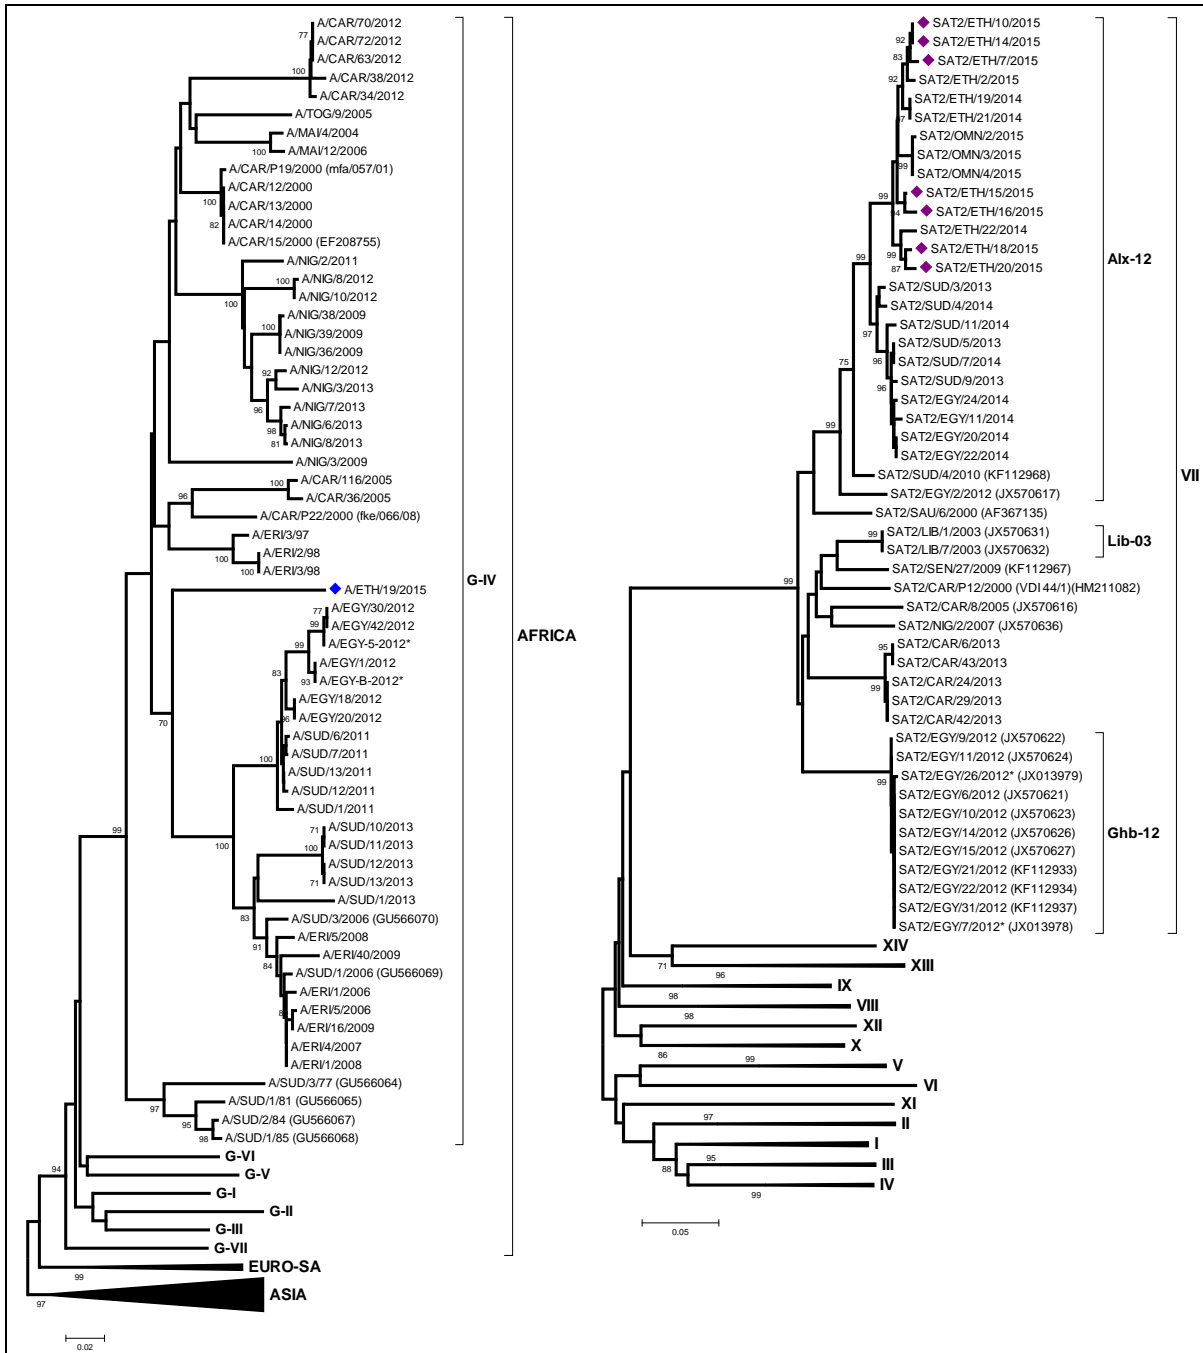 A/CAR/70/2012
77
A/CAR/72/2012
A/CAR/63/2012
100
A/CAR/38/2012
A/CAR/34/2012
A/TOG/9/2005
A/MAI/4/2004
100
A/MAI/12/2006
A/CAR/P19/2000 (mfa/057/01)
A/CAR/12/2000
100
A/CAR/13/2000
82
A/CAR/14/2000
A/CAR/15/2000 (EF208755)
A/NIG/2/2011
100
A/NIG/8/2012
100
A/NIG/10/2012
A/NIG/38/2009
100
A/NIG/39/2009
A/NIG/36/2009
92
A/NIG/12/2012
A/NIG/3/2013
96
A/NIG/7/2013
98
A/NIG/6/2013
81
A/NIG/8/2013
A/NIG/3/2009
100
A/CAR/116/2005
96
A/CAR/36/2005
A/CAR/P22/2000 (fke/066/08)
A/ERI/3/97
100
A/ERI/2/98
100
A/ERI/3/98
G-IV
A/ETH/19/2015
77
A/EGY/30/2012
99
A/EGY/42/2012
99
A/EGY-5-2012*
AFRICA
A/EGY/1/2012
83
93
A/EGY-B-2012*
A/EGY/18/2012
96
A/EGY/20/2012
70
A/SUD/6/2011
100
A/SUD/7/2011
A/SUD/13/2011
A/SUD/12/2011
A/SUD/1/2011
71
A/SUD/10/2013
99
100
100
A/SUD/11/2013
A/SUD/12/2013
71
A/SUD/13/2013
A/SUD/1/2013
83
A/SUD/3/2006 (GU566070)
91
A/ERI/5/2008
84
A/ERI/40/2009
A/SUD/1/2006 (GU566069)
A/ERI/1/2006
A/ERI/5/2006
A/ERI/16/2009
A/ERI/4/2007
A/ERI/1/2008
A/SUD/3/77 (GU566064)
97
A/SUD/1/81 (GU566065)
95
A/SUD/2/84 (GU566067)
98
A/SUD/1/85 (GU566068)
G-VI
94
G-V
G-I
G-II
G-III
G-VII
EURO-SA
99
ASIA
97
0.02
SAT2/ETH/10/2015
92
SAT2/ETH/14/2015
83
SAT2/ETH/7/2015
92
SAT2/ETH/2/2015
SAT2/ETH/19/2014
SAT2/ETH/21/2014
SAT2/OMN/2/2015
SAT2/OMN/3/2015
99
SAT2/OMN/4/2015
99
SAT2/ETH/15/2015
94
SAT2/ETH/16/2015
SAT2/ETH/22/2014
99
99
SAT2/ETH/18/2015
Alx-12
87
SAT2/ETH/20/2015
SAT2/SUD/3/2013
SAT2/SUD/4/2014
97
SAT2/SUD/11/2014
SAT2/SUD/5/2013
75
96
SAT2/SUD/7/2014
VII
96
SAT2/SUD/9/2013
SAT2/EGY/24/2014
SAT2/EGY/11/2014
99
SAT2/EGY/20/2014
SAT2/EGY/22/2014
SAT2/SUD/4/2010 (KF112968)
SAT2/EGY/2/2012 (JX570617)
SAT2/SAU/6/2000 (AF367135)
99
SAT2/LIB/1/2003 (JX570631)
Lib-03
SAT2/LIB/7/2003 (JX570632)
SAT2/SEN/27/2009 (KF112967)
99
SAT2/CAR/P12/2000 (VDI 44/1)(HM211082)
SAT2/CAR/8/2005 (JX570616)
SAT2/NIG/2/2007 (JX570636)
95
SAT2/CAR/6/2013
SAT2/CAR/43/2013
99
SAT2/CAR/24/2013
SAT2/CAR/29/2013
SAT2/CAR/42/2013
SAT2/EGY/9/2012 (JX570622)
SAT2/EGY/11/2012 (JX570624)
99
SAT2/EGY/26/2012* (JX013979)
SAT2/EGY/6/2012 (JX570621)
SAT2/EGY/10/2012 (JX570623)
SAT2/EGY/14/2012 (JX570626)
Ghb-12
SAT2/EGY/15/2012 (JX570627)
SAT2/EGY/21/2012 (KF112933)
SAT2/EGY/22/2012 (KF112934)
SAT2/EGY/31/2012 (KF112937)
SAT2/EGY/7/2012* (JX013978)
XIV
71
XIII
96
IX
98
VIII
98
XII
X
86
99
V
VI
XI
97
II
I
88
95
III
99
IV
0.05